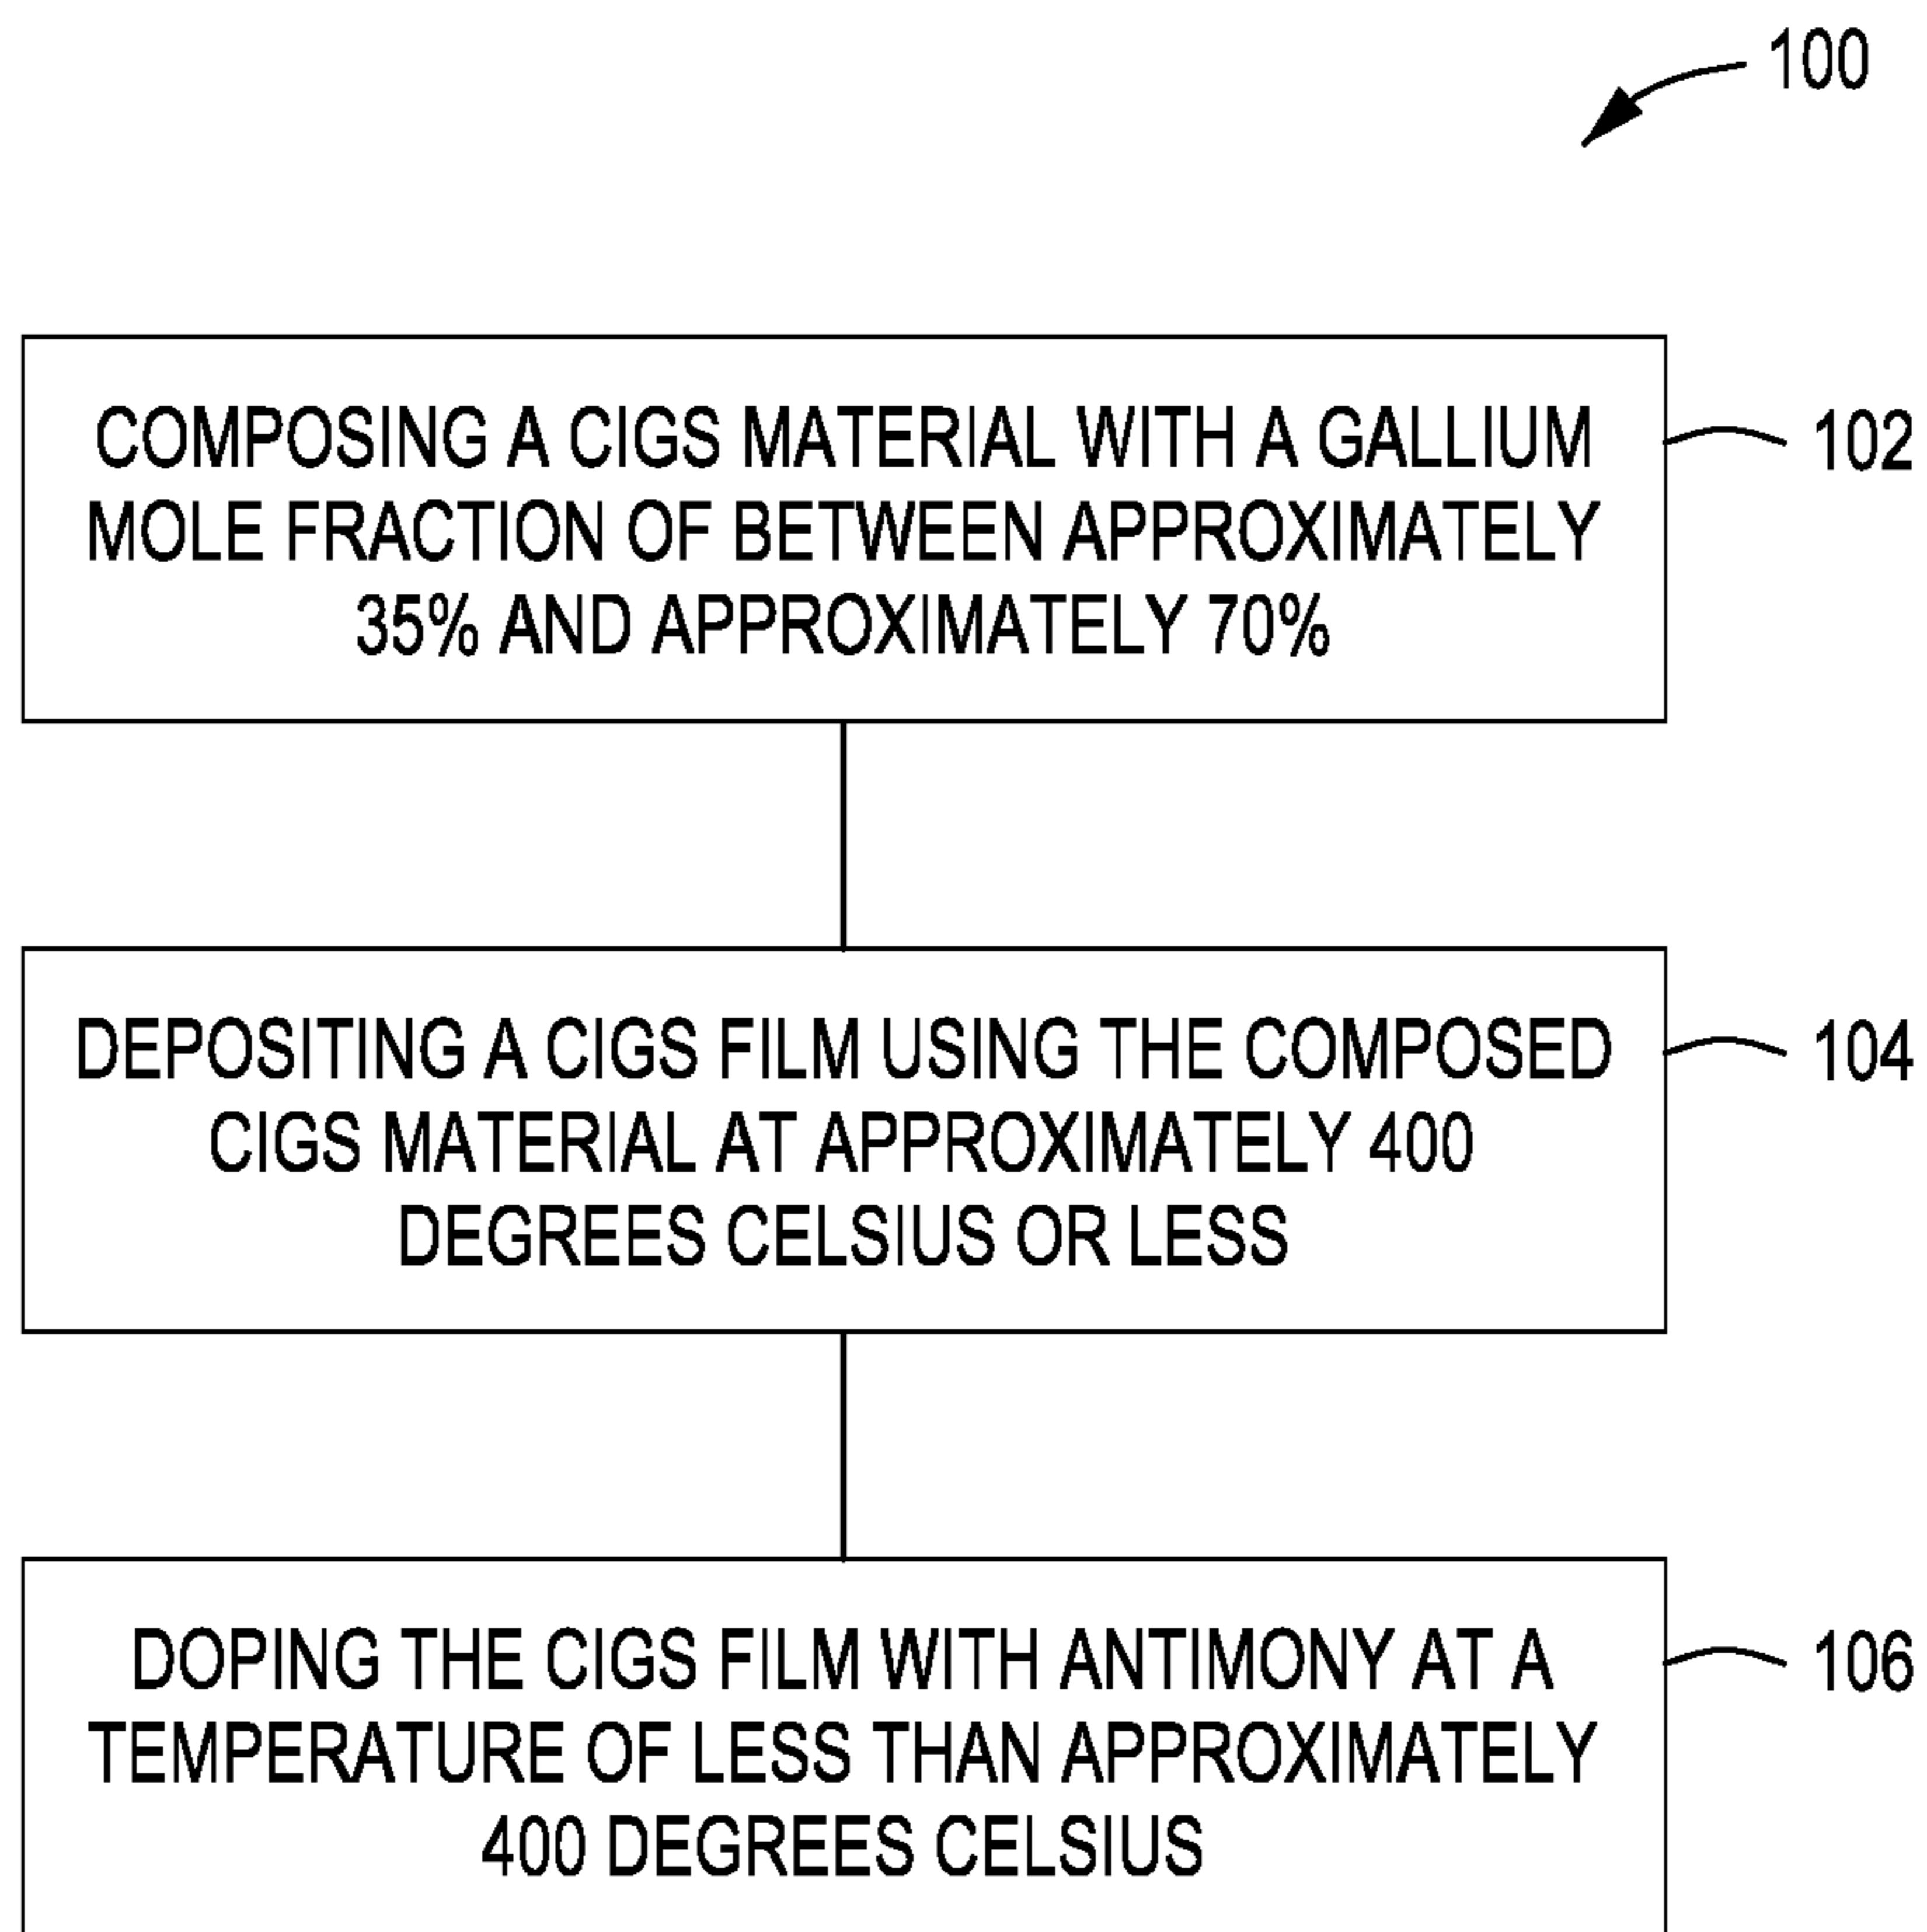 100
COMPOSING A CIGS MATERIAL WITH A GALLIUM
MOLE FRACTION OF BETWEEN APPROXIMATELY
35% AND APPROXIMATELY 70%
102
DEPOSITING A CIGS FILM USING THE COMPOSED
CIGS MATERIAL AT APPROXIMATELY 400
DEGREES CELSIUS OR LESS
104
DOPING THE CIGS FILM WITH ANTIMONY AT A
TEMPERATURE OF LESS THAN APPROXIMATELY
400 DEGREES CELSIUS
106